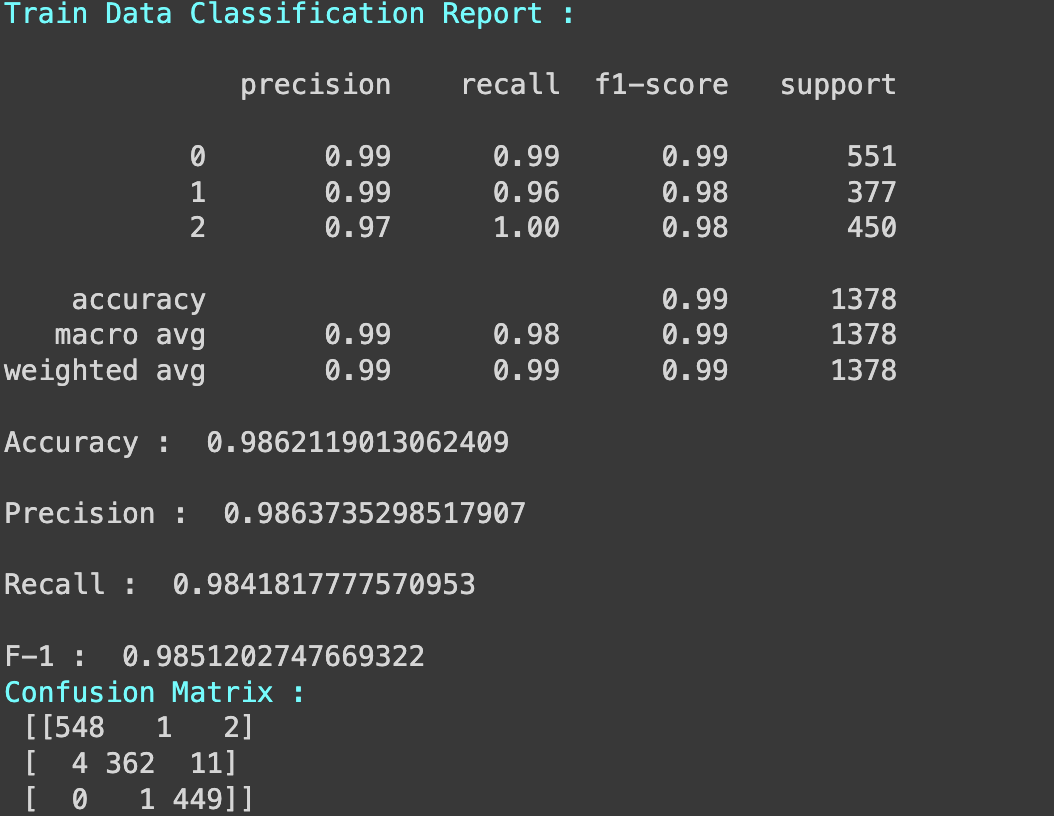 Train Data Classification Report :
precision recall f1-score support
0 0.99 0.99 0.99 551
1 0.99 0.96 0.98 377
2 0.97 1.00 0.98 450
accuracy 0.99 1378
macro avg 0.99 0.98 0.99 1378
weighted avg 0.99 0.99 0.99 1378
Accuracy : 0.9862119013062409
Precision : 0.9863735298517907
Recall : 0.9841817777570953
F-1 : 0.9851202747669322
Confusion Matrix :
[[548 1 2]
[ 4 362 11]
[ 0 1 449]]